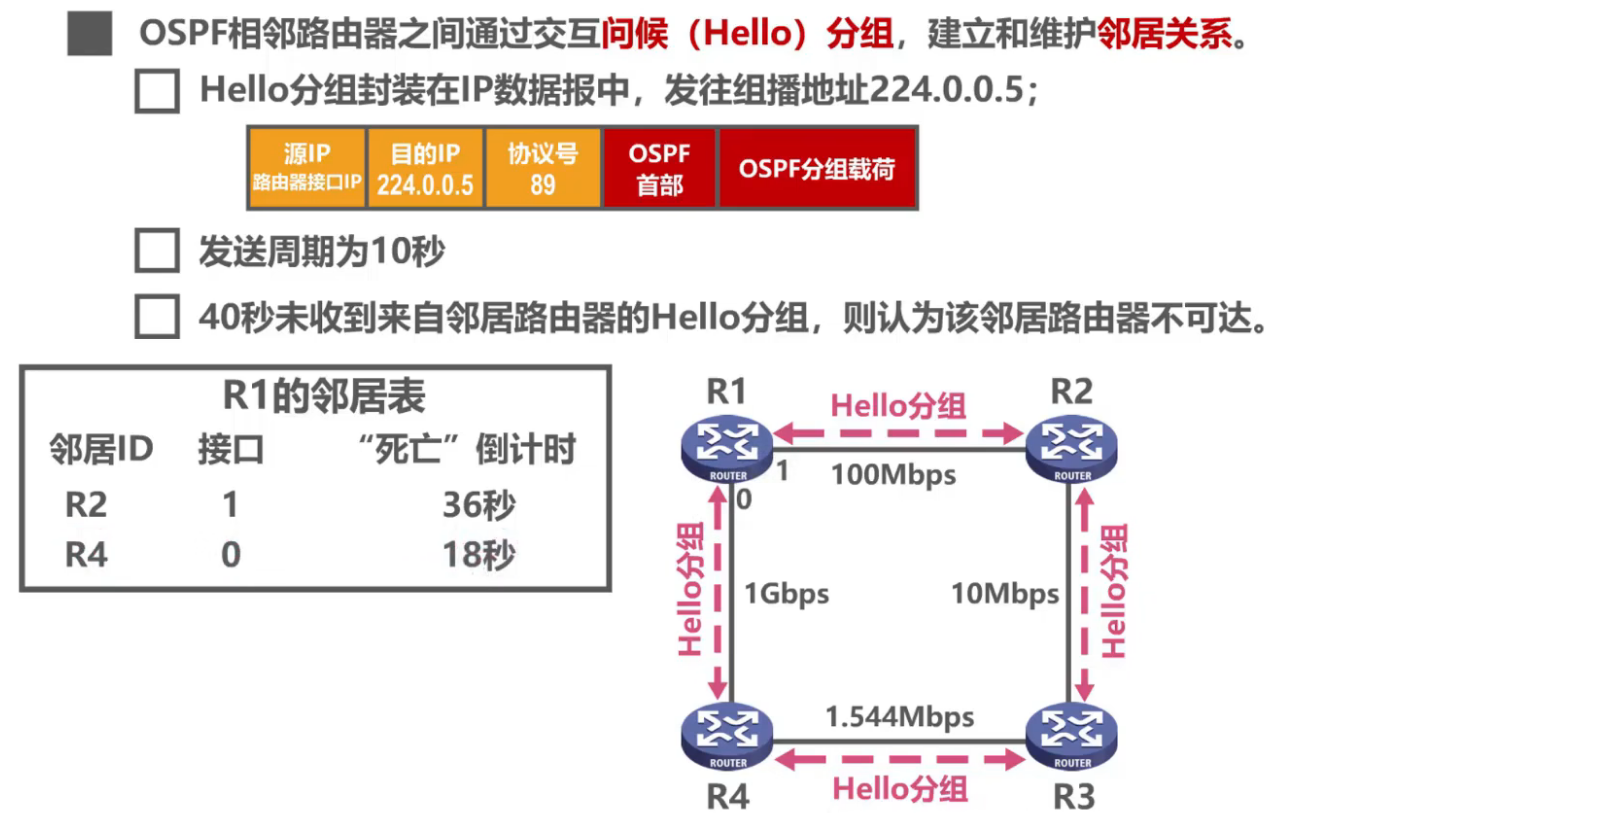 OSPF相邻路由器之间通过交互问候（Hello）分组，建立和维护邻居关系。
Hello分组封装在IP数据报中，发往组播地址224.0.0.5；
源IP 目的IP 协议号 OSPF OSPF分组载荷
路由器接口IP 224.0.0.5 89 首部
发送周期为10秒
40秒未收到来自邻居路由器的Hello分组，则认为该邻居路由器不可达。
R1的邻居表
邻居ID 接口 “死亡”倒计时
R2 1 36秒
R4 0 18秒
R1 Hello分组 R2
ROUTER 1 100Mbps ROUTER
0
Hello分组 1Gbps 10Mbps Hello分组
1.544Mbps
ROUTER ROUTER
R4 Hello分组 R3